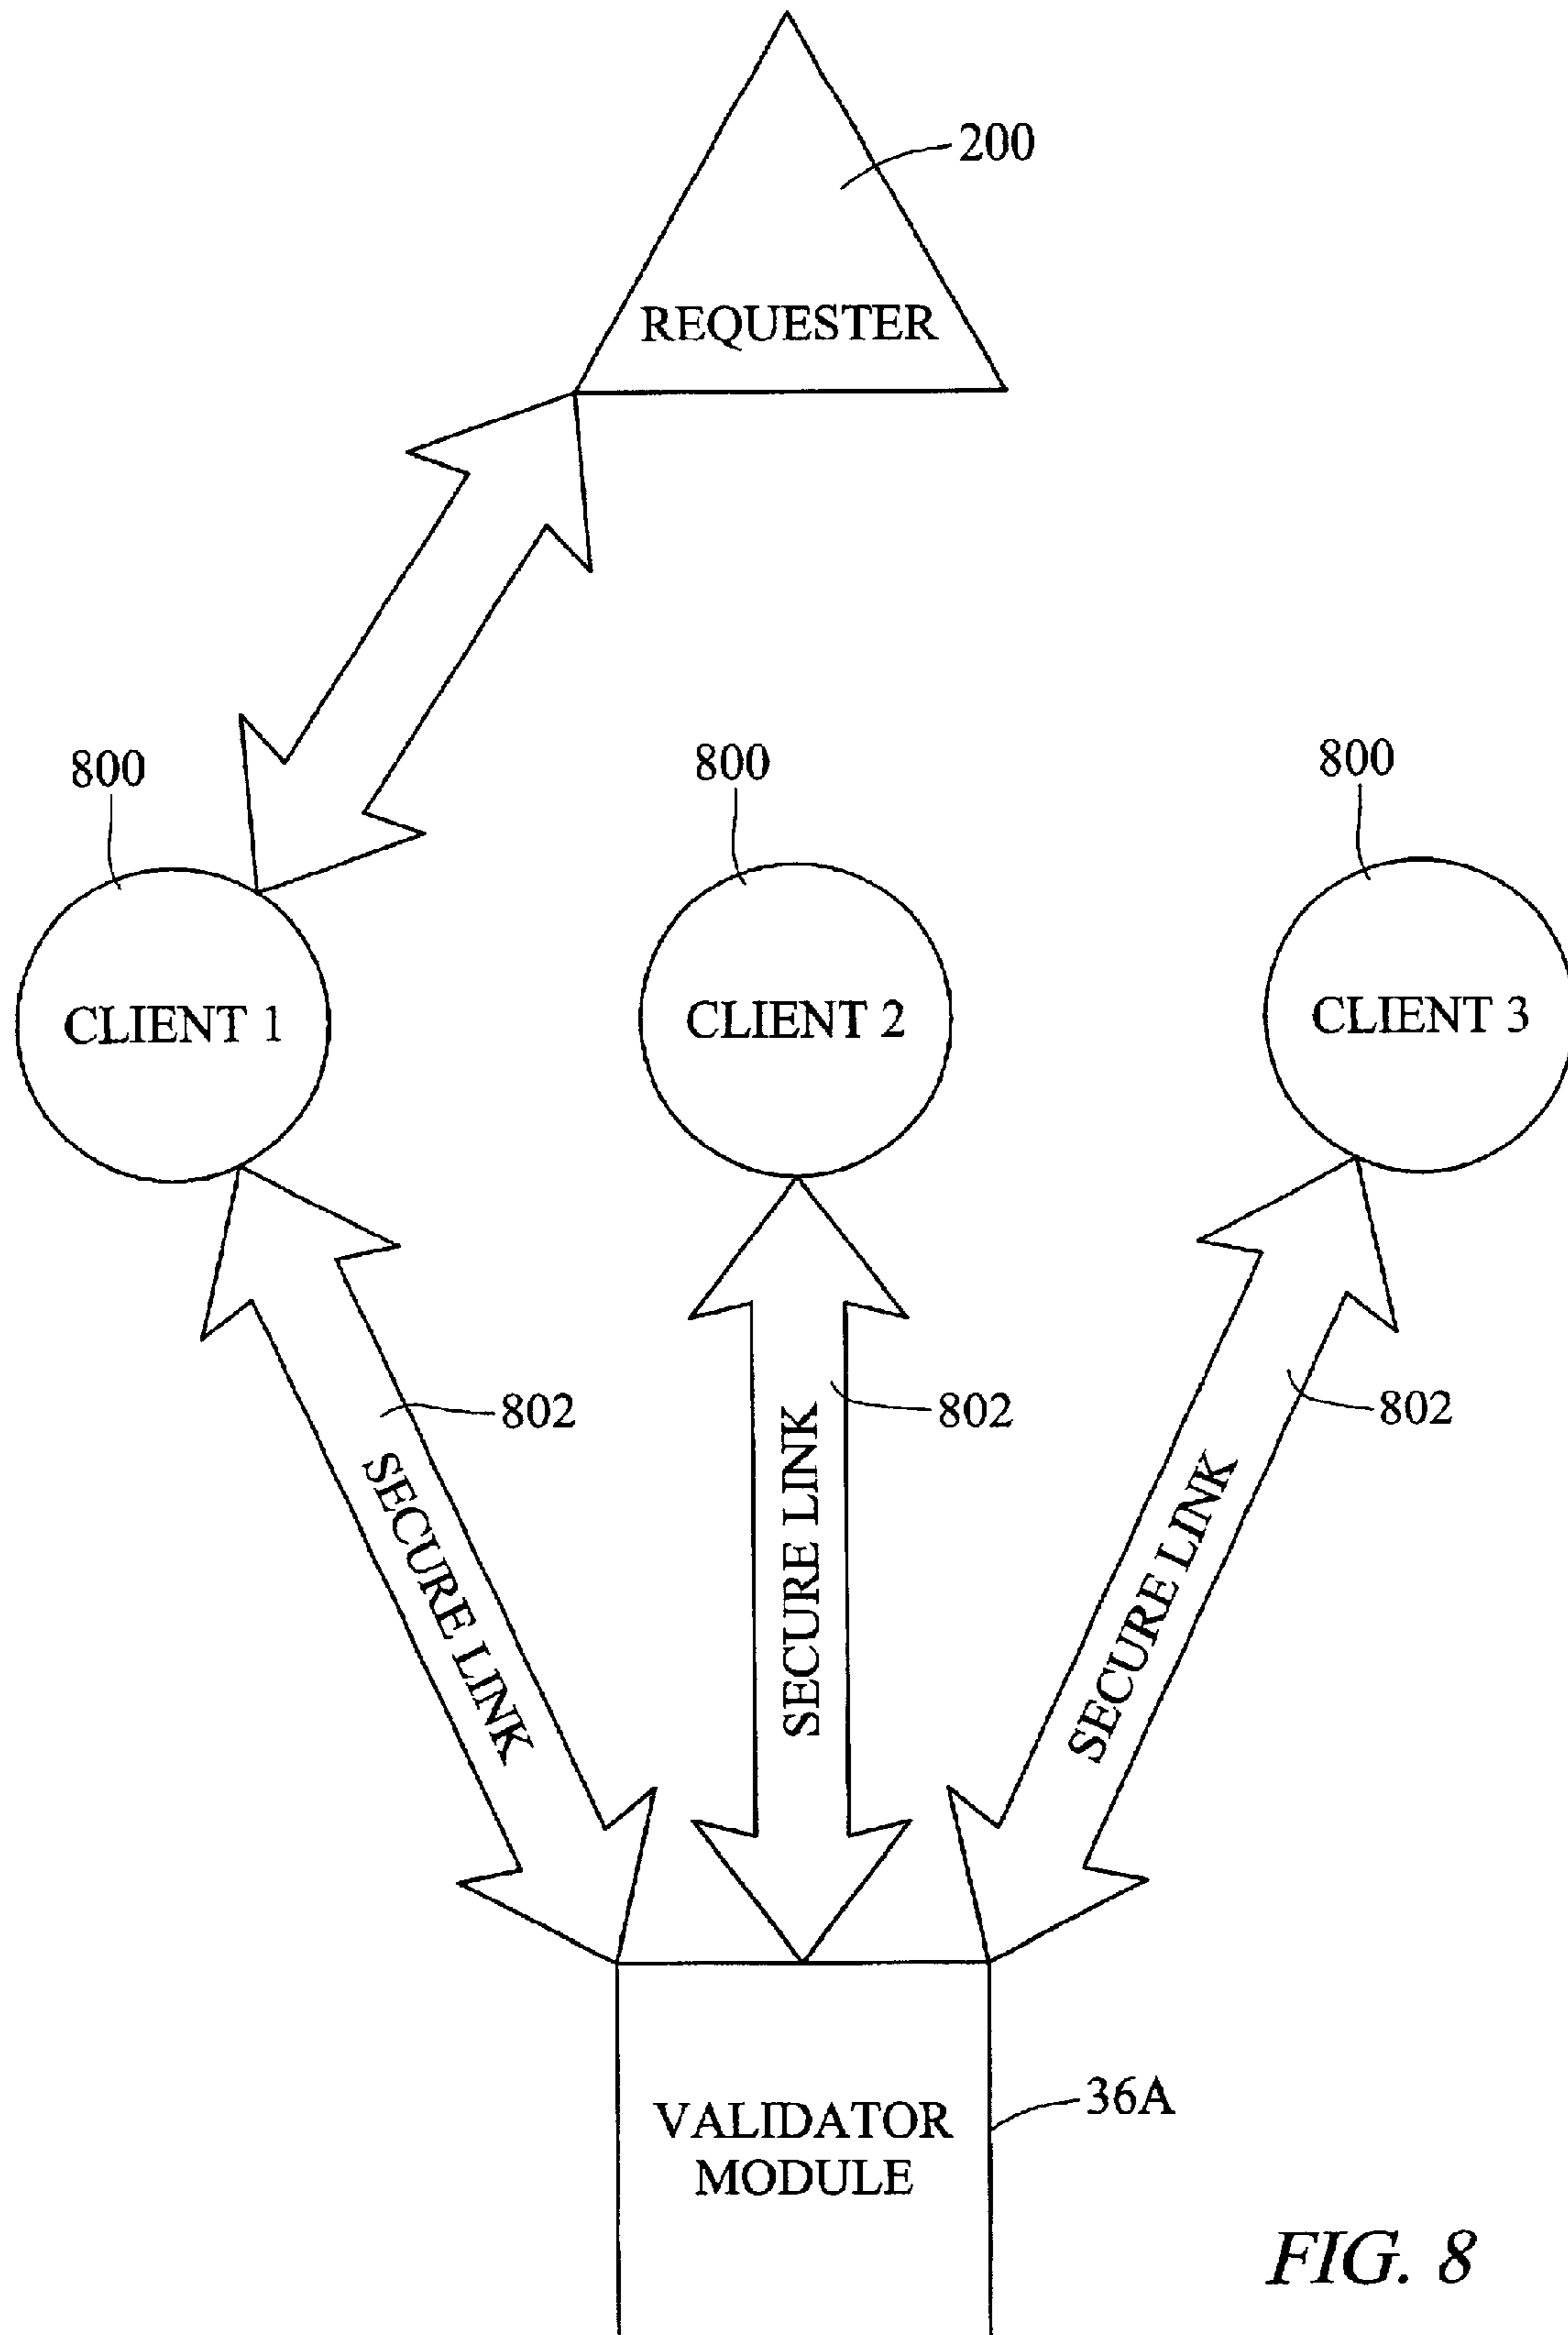 200
REQUESTER
800
800
800
CLIENT 1
CLIENT 2
CLIENT 3
802
802
802
SECURE LINK
SECURE LINK
SECURE LINK
36A
VALIDATOR
MODULE
FIG. 8